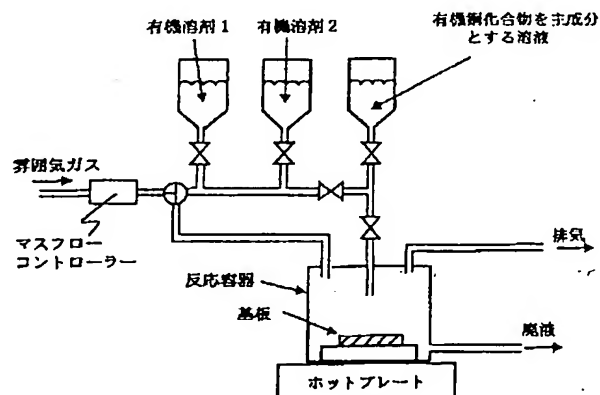 有機溶剤1
有機溶剤2
有機銅化合物を主成分
とする溶液
雰囲気ガス
マスフロー
コントローラー
排気
反応容器
基板
廃液
ホットプレート